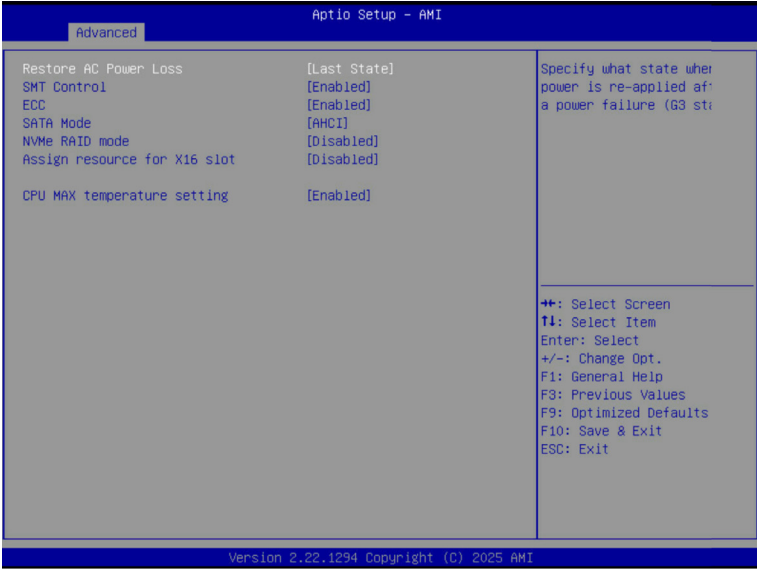 Aptio Setup – AMI
Advanced
Restore AC Power Loss [Last State]
SMT Control [Enabled]
ECC [Enabled]
SATA Mode [AHCI]
NVMe RAID mode [Disabled]
Assign resource for X16 slot [Disabled]
CPU MAX temperature setting [Enabled]
Specify what state when
power is re-applied af
a power failure (G3 sta
→←: Select Screen
↑↓: Select Item
Enter: Select
+/-: Change Opt.
F1: General Help
F3: Previous Values
F9: Optimized Defaults
F10: Save & Exit
ESC: Exit
Version 2.22.1294 Copyright (C) 2025 AMI